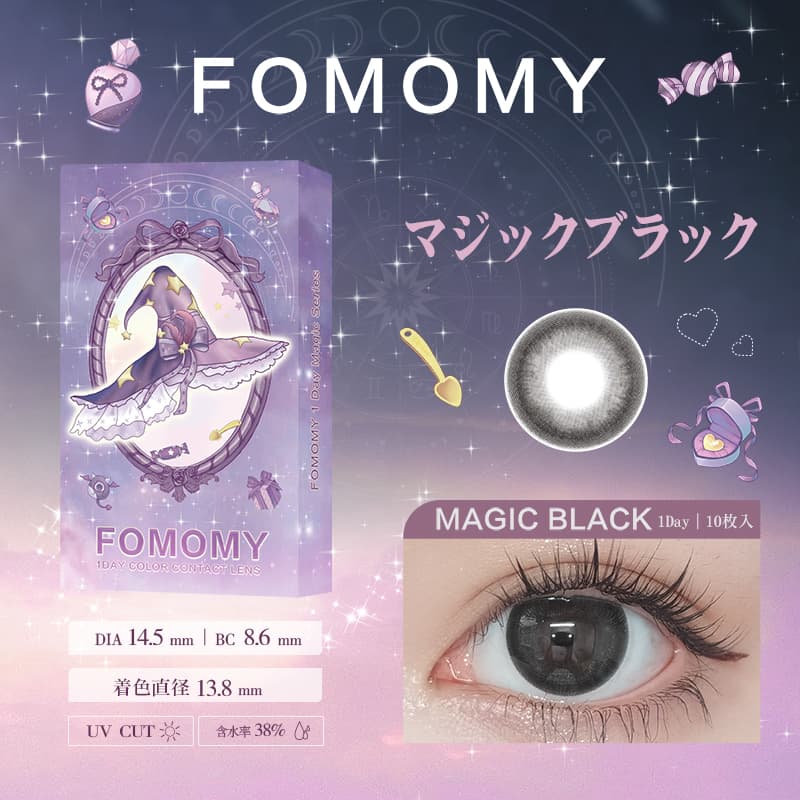 FOMOMY
マジックブラック
FOMOMY 1 Day Magic Series
FOMOMY
1DAY COLOR CONTACT LENS
MAGIC BLACK 1Day | 10枚入
DIA 14.5 mm | BC 8.6 mm
着色直径 13.8 mm
UV CUT
含水率 38%